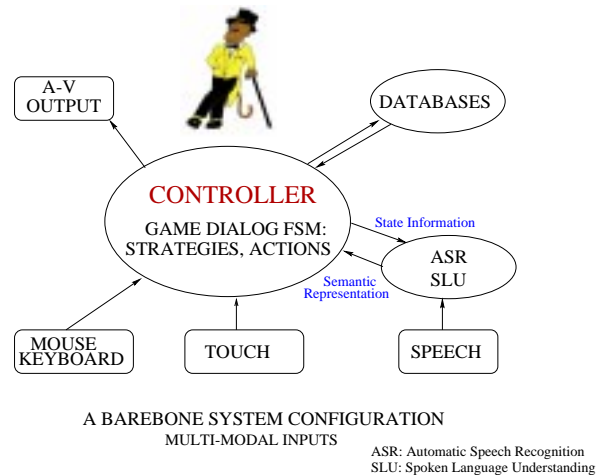 A-V
OUTPUT
DATABASES
CONTROLLER
GAME DIALOG FSM:
STRATEGIES, ACTIONS
State Information
ASR
SLU
Semantic
Representation
MOUSE
KEYBOARD
TOUCH
SPEECH
A BAREBONE SYSTEM CONFIGURATION
MULTI-MODAL INPUTS
ASR: Automatic Speech Recognition
SLU: Spoken Language Understanding